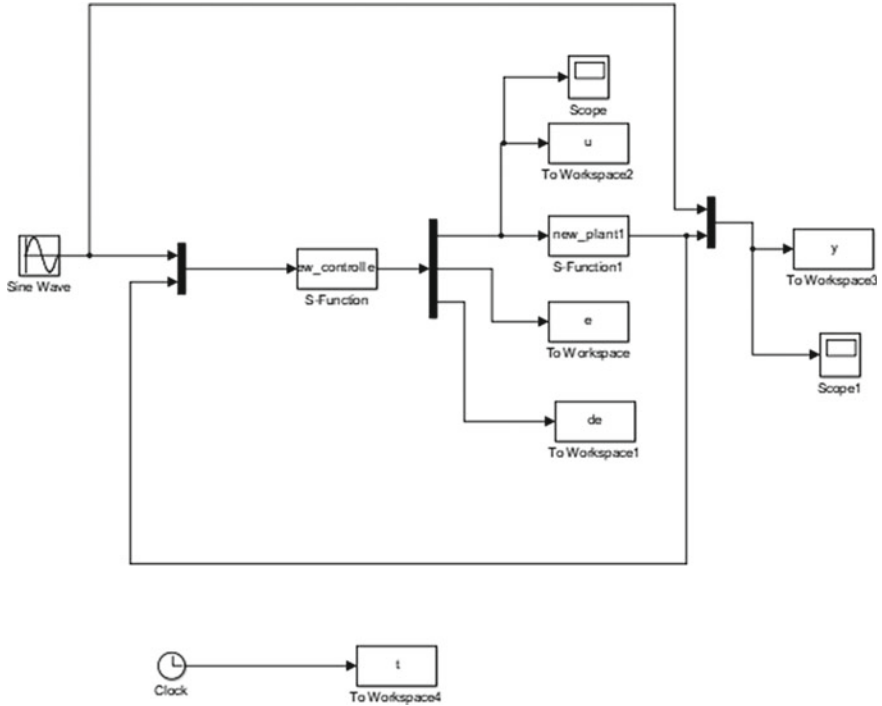 Scope
u
To Workspace2
new_plant1
S-Function1
y
To Workspace3
Sine Wave
ew_controlle
S-Function
e
To Workspace
Scope1
de
To Workspace1
t
Clock
To Workspace4